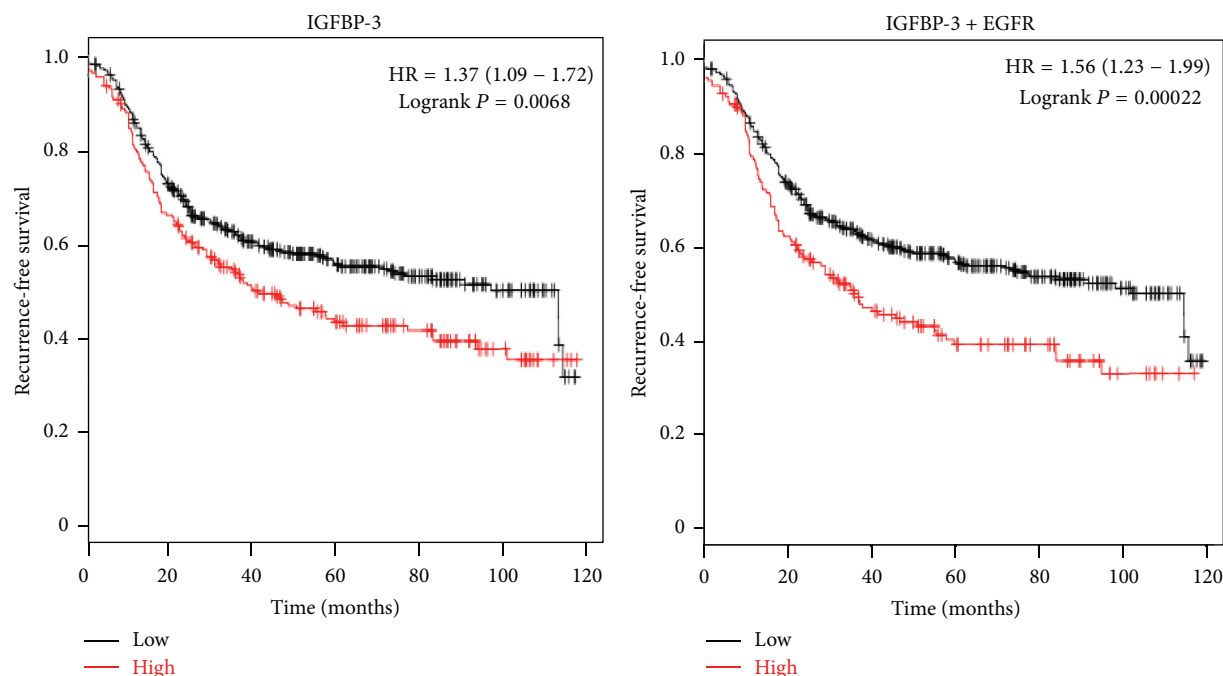 IGFBP-3
HR = 1.37 (1.09 – 1.72)
Logrank P = 0.0068
Recurrence-free survival
1.0
0.8
0.6
0.4
0.2
0
0 20 40 60 80 100 120
Time (months)
Low
High
IGFBP-3 + EGFR
HR = 1.56 (1.23 – 1.99)
Logrank P = 0.00022
Recurrence-free survival
1.0
0.8
0.6
0.4
0.2
0
0 20 40 60 80 100 120
Time (months)
Low
High